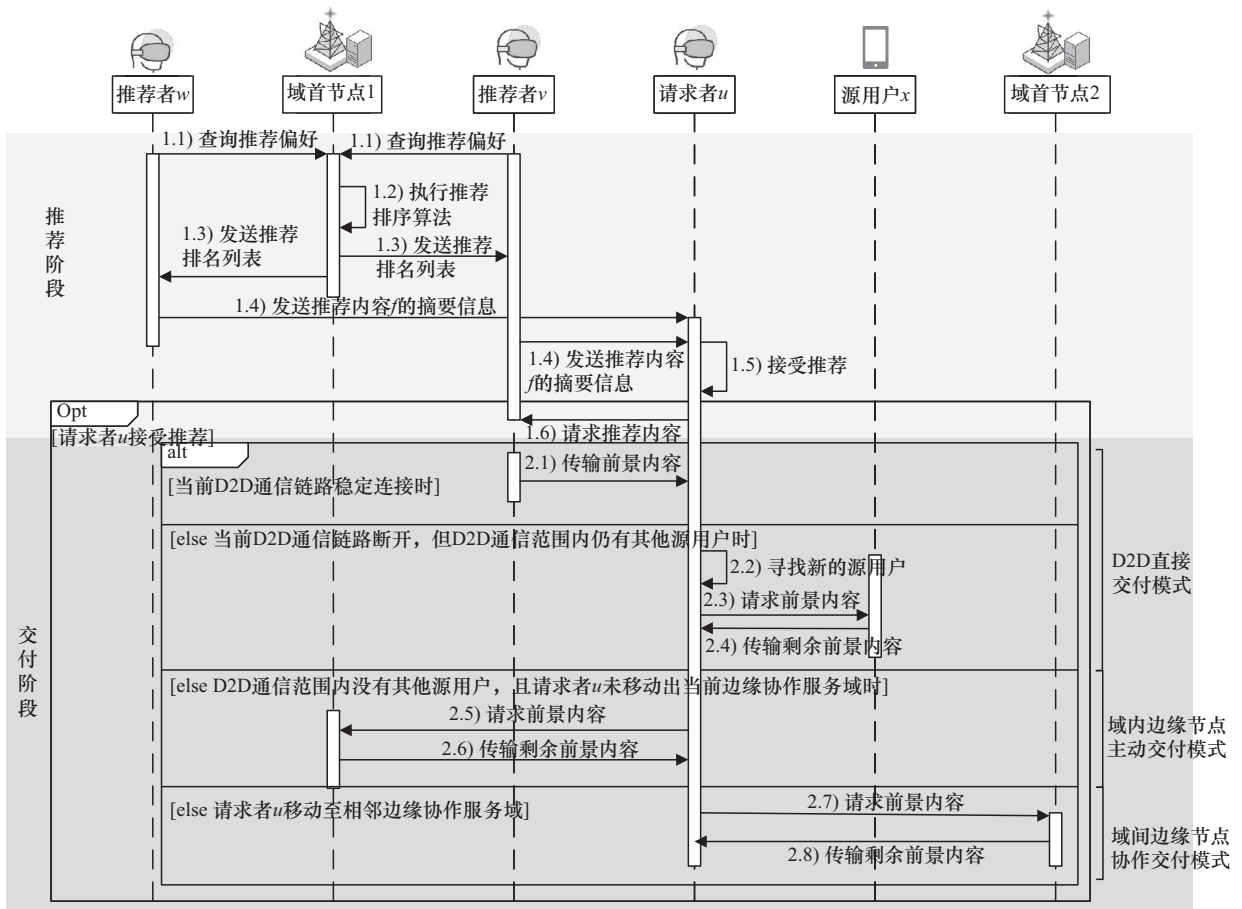 推荐者w
域首节点1
推荐者v
请求者u
源用户x
域首节点2
1.1) 查询推荐偏好
1.1) 查询推荐偏好
1.2) 执行推荐
排序算法
1.3) 发送推荐
排名列表
1.3) 发送推荐
排名列表
推荐阶段
1.4) 发送推荐内容f的摘要信息
1.4) 发送推荐内容
f的摘要信息
1.5) 接受推荐
Opt
[请求者u接受推荐]
1.6) 请求推荐内容
alt
2.1) 传输前景内容
[当前D2D通信链路稳定连接时]
[else 当前D2D通信链路断开，但D2D通信范围内仍有其他源用户时]
2.2) 寻找新的源用户
2.3) 请求前景内容
2.4) 传输剩余前景内容
D2D直接
交付模式
交付阶段
[else D2D通信范围内没有其他源用户，且请求者u未移动出当前边缘协作服务域时]
2.5) 请求前景内容
2.6) 传输剩余前景内容
域内边缘节点
主动交付模式
[else 请求者u移动至相邻边缘协作服务域]
2.7) 请求前景内容
2.8) 传输剩余前景内容
域间边缘节点
协作交付模式